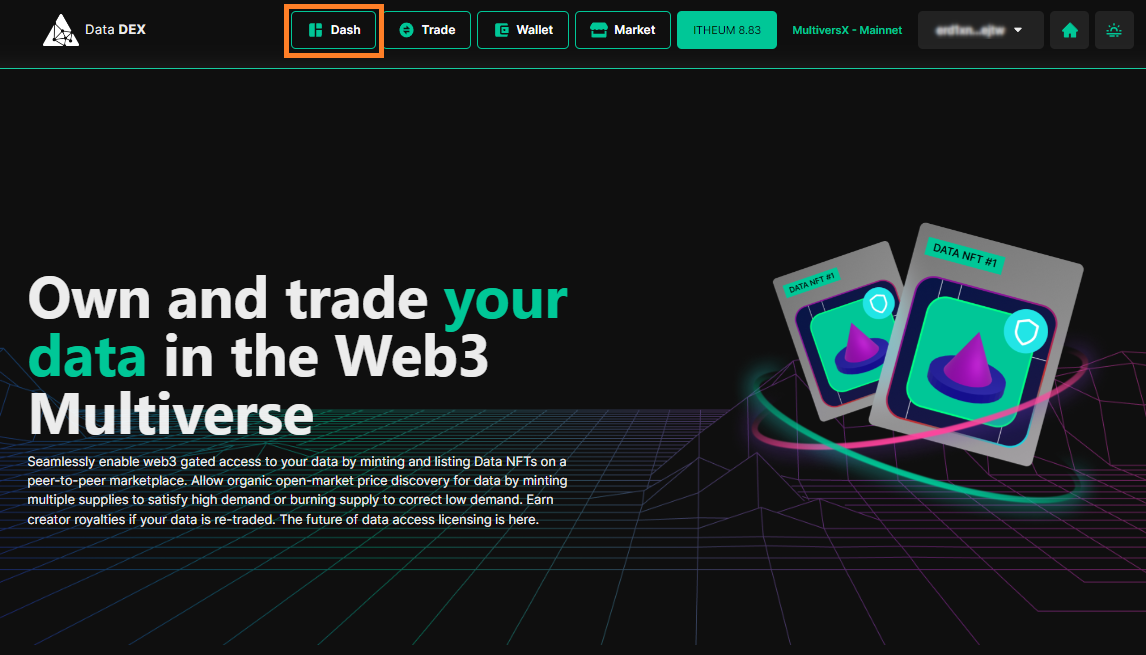 Data DEX
Dash
Trade
Wallet
Market
ITHEUM 8.83
MultiversX - Mainnet
DATA NFT #1
DATA NFT #1
Own and trade your
data in the Web3
Multiverse
Seamlessly enable web3 gated access to your data by minting and listing Data NFTs on a
peer-to-peer marketplace. Allow organic open-market price discovery for data by minting
multiple supplies to satisfy high demand or burning supply to correct low demand. Earn
creator royalties if your data is re-traded. The future of data access licensing is here.